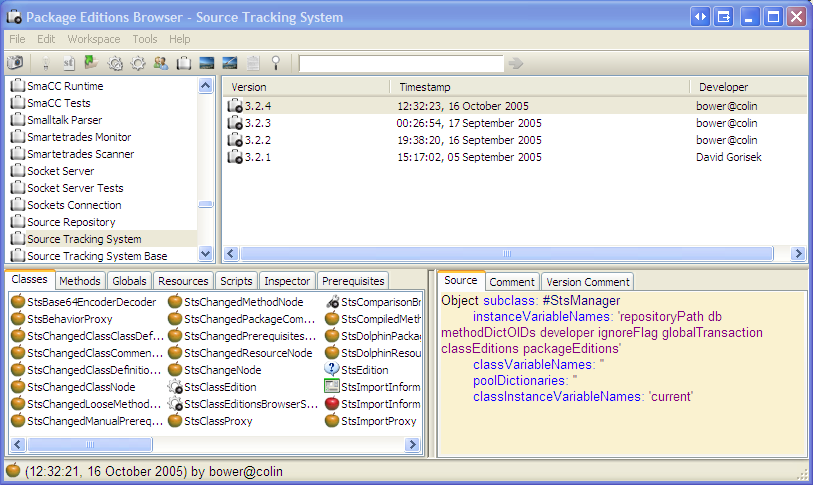 Package Editions Browser - Source Tracking System
File Edit Workspace Tools Help
SmaCC Runtime
SmaCC Tests
Smalltalk Parser
Smartetrades Monitor
Smartetrades Scanner
Socket Server
Socket Server Tests
Sockets Connection
Source Repository
Source Tracking System
Source Tracking System Base
Version Timestamp Developer
3.2.4 12:32:23, 16 October 2005 bower@colin
3.2.3 00:26:54, 17 September 2005 bower@colin
3.2.2 19:38:20, 16 September 2005 bower@colin
3.2.1 15:17:02, 05 September 2005 David Gorisek
Classes Methods Globals Resources Scripts Inspector Prerequisites
StsBase64EncoderDecoder StsChangedMethodNode StsComparisonBr
StsBehaviorProxy StsChangedPackageCom... StsCompiledMeth
StsChangedClassClassDef... StsChangedPrerequisites... StsDolphinPackag
StsChangedClassCommen... StsChangedResourceNode StsDolphinResou
StsChangedClassDefinitio... StsChangeNode StsEdition
StsChangedClassNode StsClassEdition StsImportInform
StsChangedLooseMethod... StsClassEditionsBrowserS... StsImportInform
StsChangedManualPrereq... StsClassProxy StsImportProxy
Source Comment Version Comment
Object subclass: #StsManager
instanceVariableNames: 'repositoryPath db
methodDictOIDs developer ignoreFlag globalTransaction
classEditions packageEditions'
classVariableNames: ''
poolDictionaries: ''
classInstanceVariableNames: 'current'
(12:32:21, 16 October 2005) by bower@colin